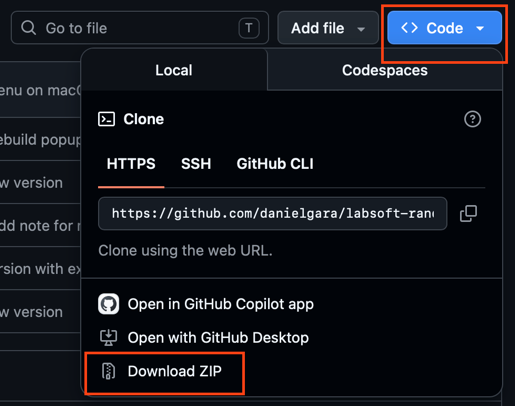 Go to file
T
Add file
<> Code
Local
Codespaces
enu on mac
Clone
ebuild popup
HTTPS
SSH
GitHub CLI
w version
https://github.com/danielgara/labsoft-ran
dd note for
Clone using the web URL.
rsion with ex
Open in GitHub Copilot app
w version
Open with GitHub Desktop
Download ZIP